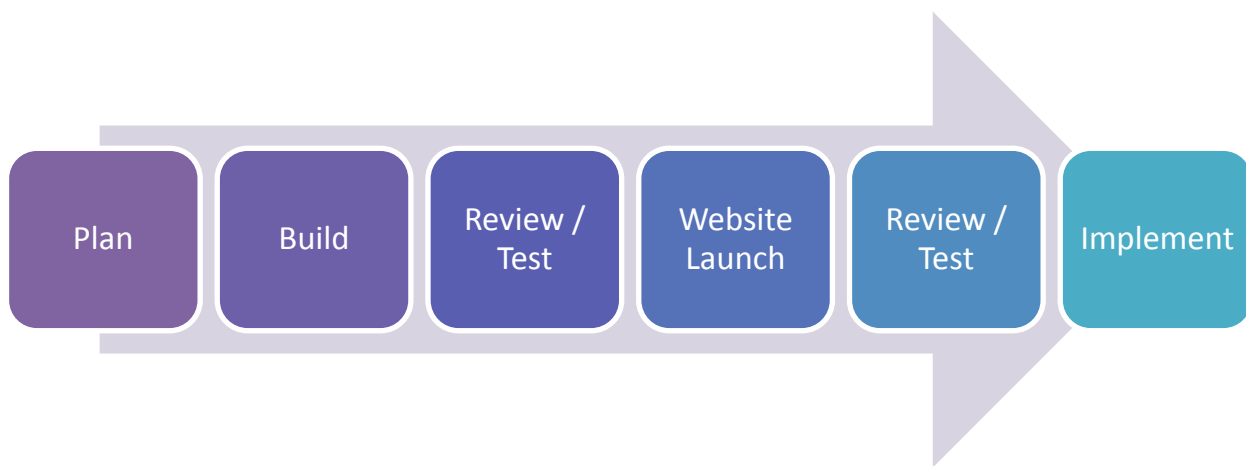 Plan
Build
Review /
Test
Website
Launch
Review /
Test
Implement